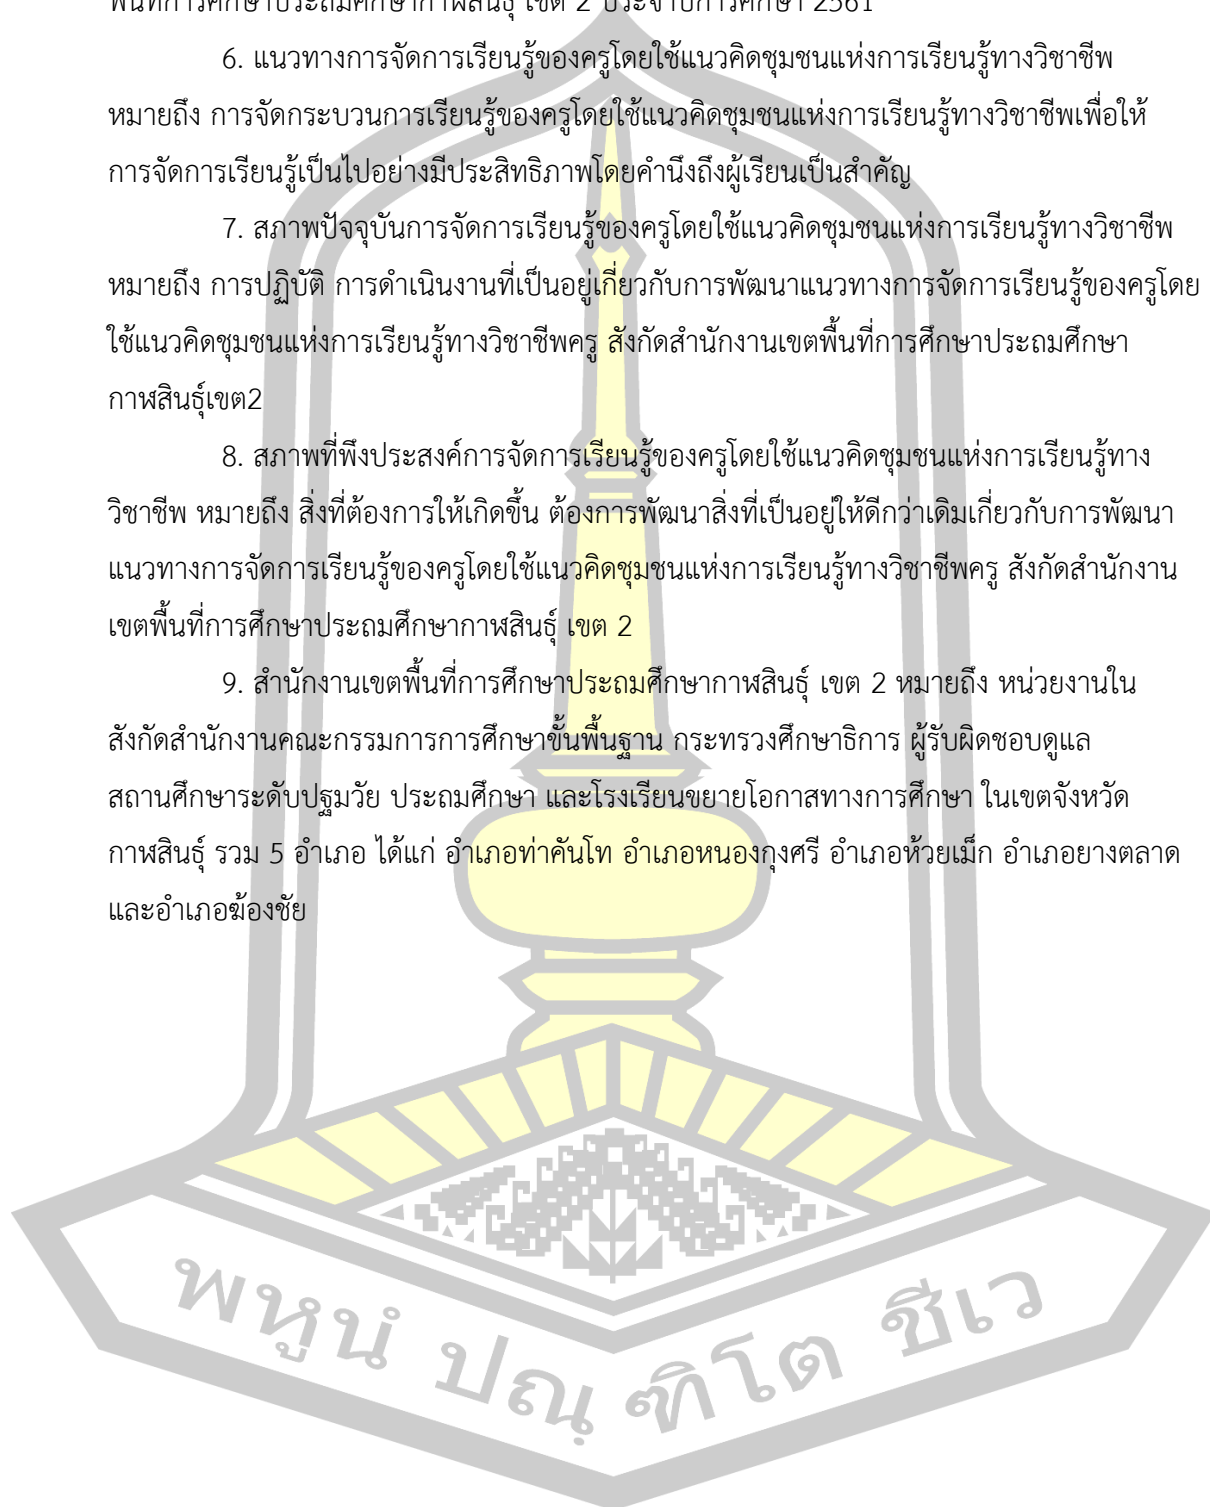 พื้นที่การศึกษาประถมศึกษากาฬสินธุ์ เขต 2 ประจำปีการศึกษา 2561
6. แนวทางการจัดการเรียนรู้ของครูโดยใช้แนวคิดชุมชนแห่งการเรียนรู้ทางวิชาชีพ
หมายถึง การจัดกระบวนการเรียนรู้ของครูโดยใช้แนวคิดชุมชนแห่งการเรียนรู้ทางวิชาชีพเพื่อให้
การจัดการเรียนรู้เป็นไปอย่างมีประสิทธิภาพโดยคำนึงถึงผู้เรียนเป็นสำคัญ
7. สภาพปัจจุบันการจัดการเรียนรู้ของครูโดยใช้แนวคิดชุมชนแห่งการเรียนรู้ทางวิชาชีพ
หมายถึง การปฏิบัติ การดำเนินงานที่เป็นอยู่เกี่ยวกับการพัฒนาแนวทางการจัดการเรียนรู้ของครูโดย
ใช้แนวคิดชุมชนแห่งการเรียนรู้ทางวิชาชีพครู สังกัดสำนักงานเขตพื้นที่การศึกษาประถมศึกษา
กาฬสินธุ์เขต2
8. สภาพที่พึงประสงค์การจัดการเรียนรู้ของครูโดยใช้แนวคิดชุมชนแห่งการเรียนรู้ทาง
วิชาชีพ หมายถึง สิ่งที่ต้องการให้เกิดขึ้น ต้องการพัฒนาสิ่งที่เป็นอยู่ให้ดีกว่าเดิมเกี่ยวกับการพัฒนา
แนวทางการจัดการเรียนรู้ของครูโดยใช้แนวคิดชุมชนแห่งการเรียนรู้ทางวิชาชีพครู สังกัดสำนักงาน
เขตพื้นที่การศึกษาประถมศึกษากาฬสินธุ์ เขต 2
9. สำนักงานเขตพื้นที่การศึกษาประถมศึกษากาฬสินธุ์ เขต 2 หมายถึง หน่วยงานใน
สังกัดสำนักงานคณะกรรมการการศึกษาขั้นพื้นฐาน กระทรวงศึกษาธิการ ผู้รับผิดชอบดูแล
สถานศึกษาระดับปฐมวัย ประถมศึกษา และโรงเรียนขยายโอกาสทางการศึกษา ในเขตจังหวัด
กาฬสินธุ์ รวม 5 อำเภอ ได้แก่ อำเภอท่าคันโท อำเภอหนองกุงศรี อำเภอห้วยเม็ก อำเภอยางตลาด
และอำเภอฆ้องชัย
พหูนํ ปณฺ ฑิโต ชีเว